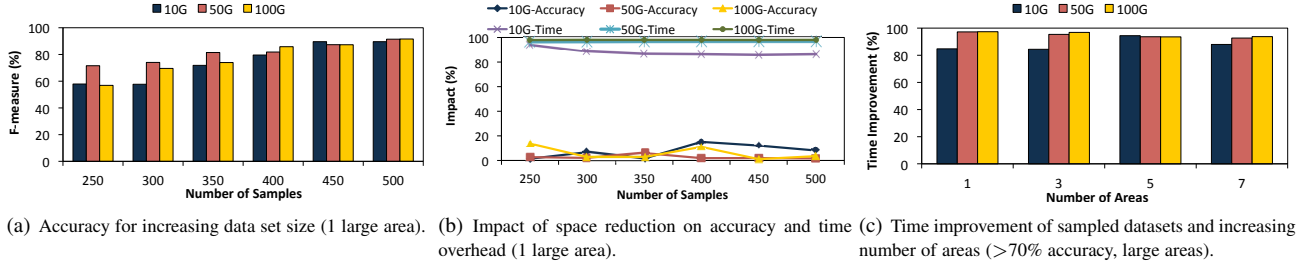 10G 50G 100G
100
80
60
40
20
0
F-measure (%)
250 300 350 400 450 500
Number of Samples
(a) Accuracy for increasing data set size (1 large area).
10G-Accuracy 50G-Accuracy 100G-Accuracy
10G-Time 50G-Time 100G-Time
100
80
60
40
20
0
Impact (%)
250 300 350 400 450 500
Number of Samples
(b) Impact of space reduction on accuracy and time
overhead (1 large area).
10G 50G 100G
100
80
60
40
20
0
Time Improvement (%)
1 3 5 7
Number of Areas
(c) Time improvement of sampled datasets and increasing
number of areas (>70% accuracy, large areas).